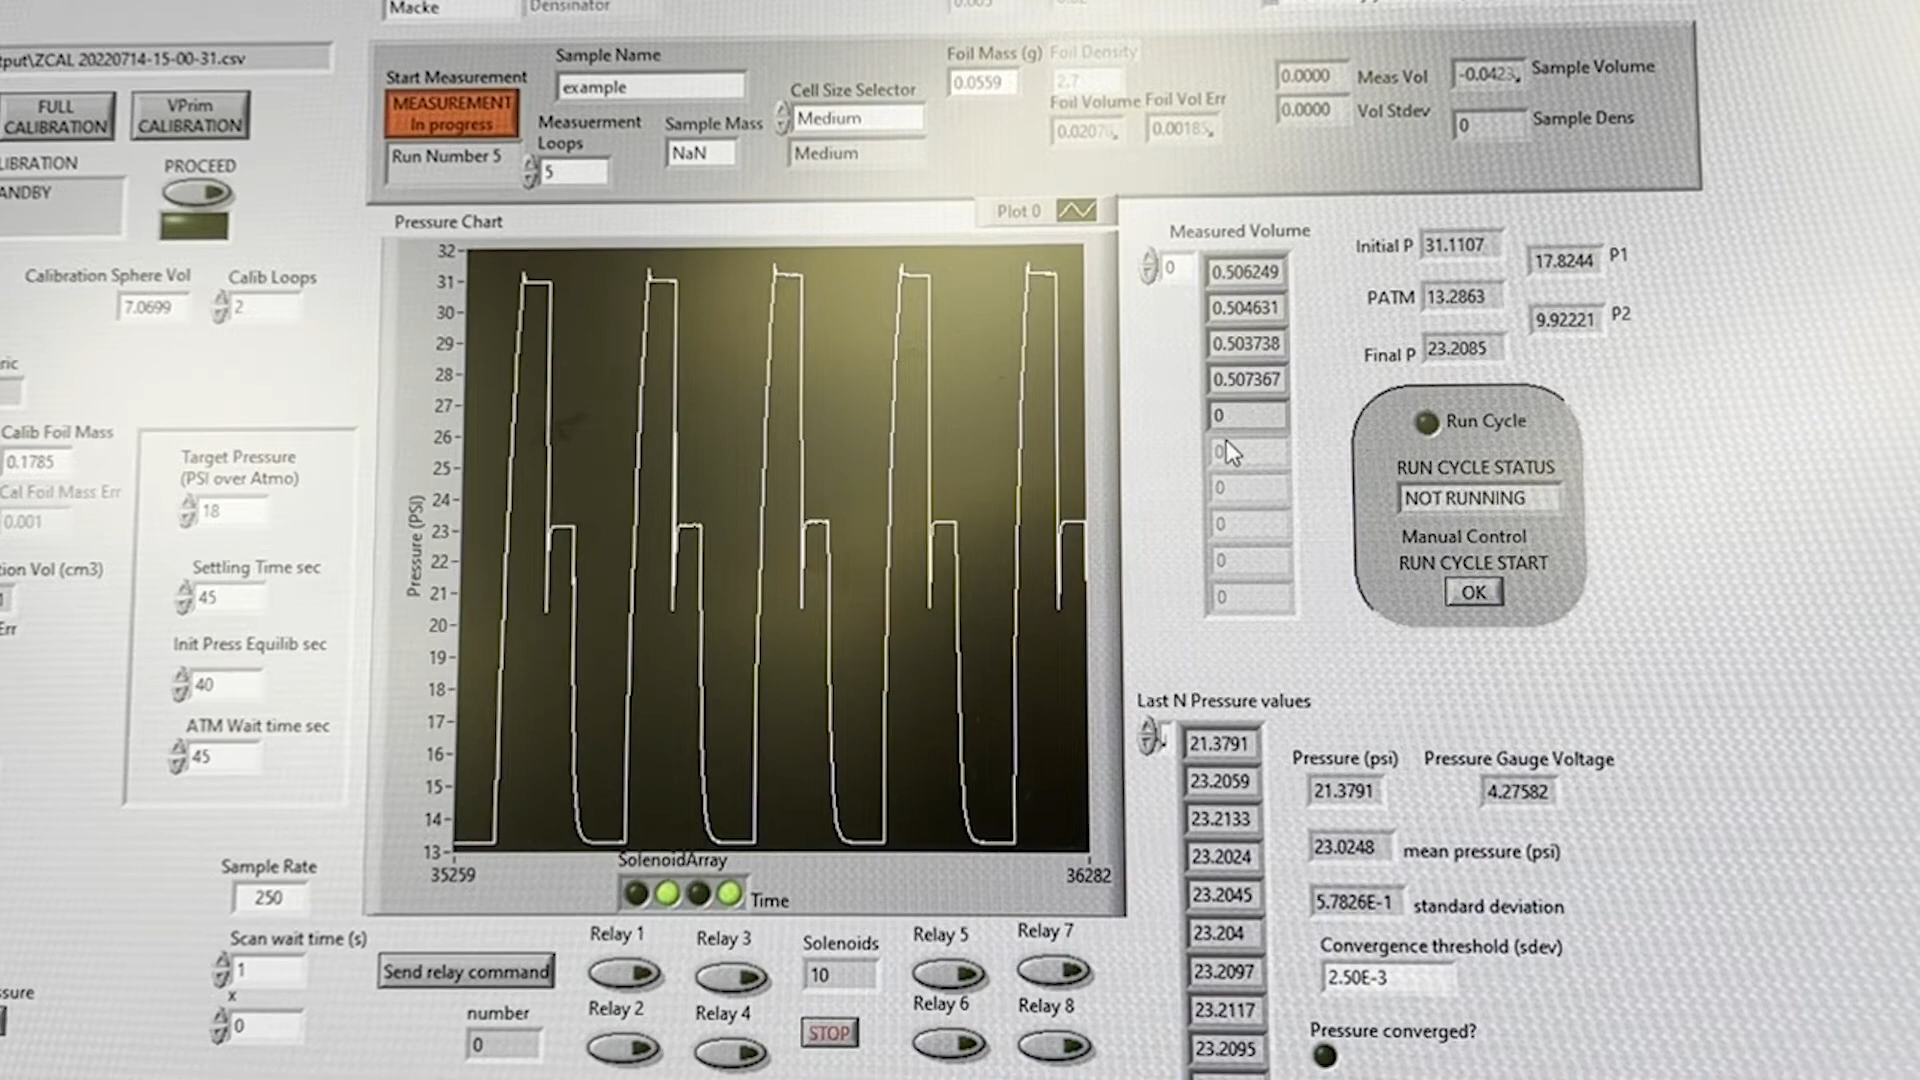 Macke
Densinator
0.005
tput\ZCAL 20220714-15-00-31.csv
FULL
CALIBRATION
VPrim
CALIBRATION
LIBRATION
ANDBY
PROCEED
Start Measurement
MEASUREMENT
In progress
Run Number 5
Sample Name
example
Measuerment
Loops
5
Sample Mass
NaN
Cell Size Selector
Medium
Medium
Foil Mass (g)
0.0559
Foil Density
2.7
Foil Volume
Foil Vol Err
0.0207
0.00185
0.0000
Meas Vol
0.0000
Vol Stdev
-0.0423
Sample Volume
0
Sample Dens
Calibration Sphere Vol
7.0699
Calib Loops
2
ric
Calib Foil Mass
0.1785
Cal Foil Mass Err
0.001
tion Vol (cm3)
Err
Target Pressure
(PSI over Atmo)
18
Settling Time sec
45
Init Press Equilib sec
40
ATM Wait time sec
45
Pressure Chart
Plot 0
Pressure (PSI)
32
31
30
29
28
27
26
25
24
23
22
21
20
19
18
17
16
15
14
13
35259
36282
SolenoidArray
Time
Measured Volume
0
0.506249
0.504631
0.503738
0.507367
0
0
0
0
0
0
Initial P
31.1107
17.8244
P1
PATM
13.2863
9.92221
P2
Final P
23.2085
Run Cycle
RUN CYCLE STATUS
NOT RUNNING
Manual Control
RUN CYCLE START
OK
Last N Pressure values
21.3791
23.2059
23.2133
23.2024
23.2045
23.204
23.2097
23.2117
23.2095
Pressure (psi)
21.3791
Pressure Gauge Voltage
4.27582
23.0248
mean pressure (psi)
5.7826E-1
standard deviation
Convergence threshold (sdev)
2.50E-3
Pressure converged?
Sample Rate
250
Scan wait time (s)
1
x
0
ssure
Send relay command
number
0
Relay 1
Relay 3
Relay 2
Relay 4
Solenoids
10
STOP
Relay 5
Relay 7
Relay 6
Relay 8